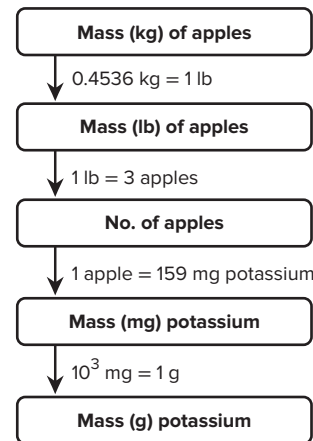 Mass (kg) of apples
0.4536 kg = 1 lb
Mass (lb) of apples
1 lb = 3 apples
No. of apples
1 apple = 159 mg potassium
Mass (mg) potassium
10³ mg = 1 g
Mass (g) potassium